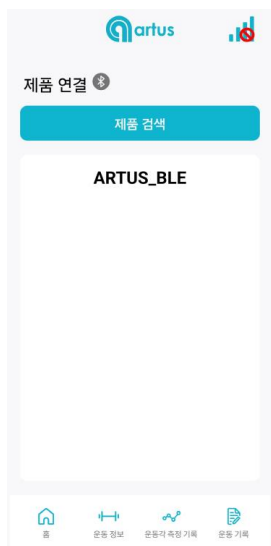 artus
제품 연결
제품 검색
ARTUS_BLE
홈
운동 정보
운동각 측정 기록
운동 기록